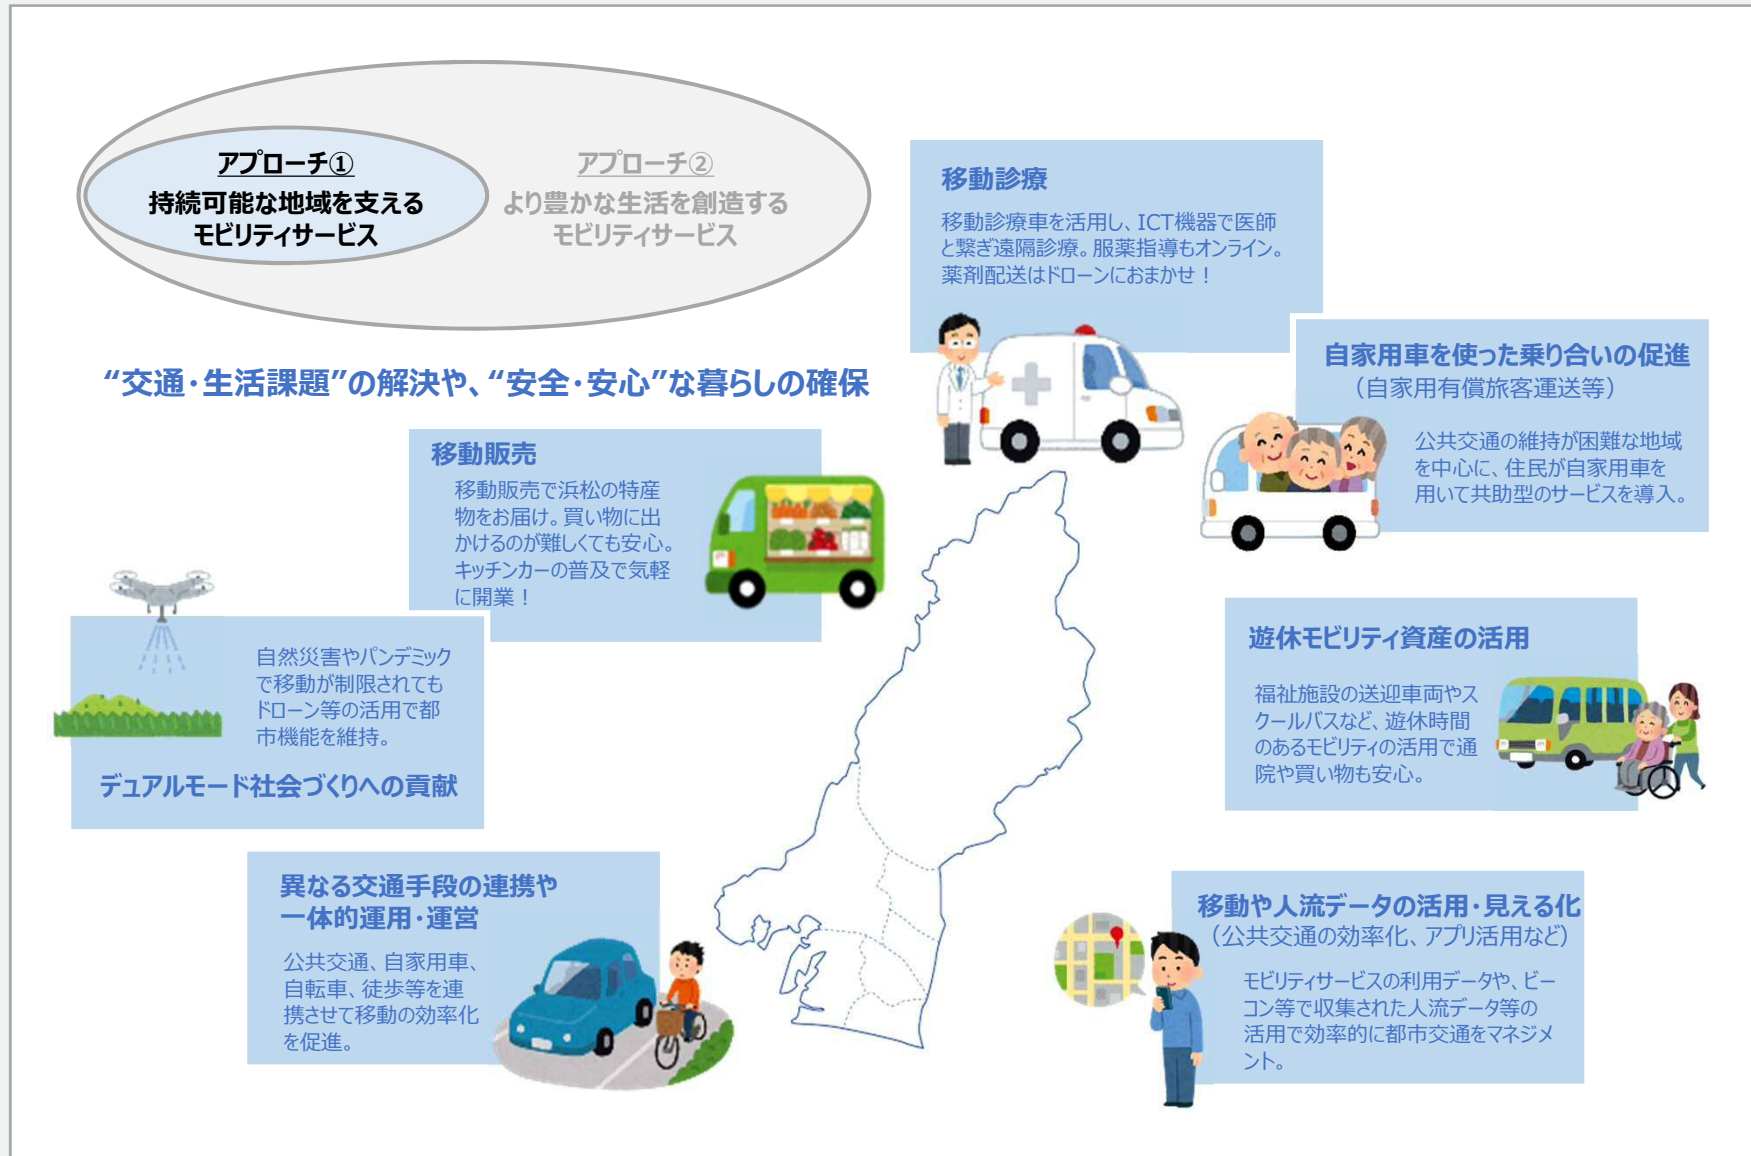 アプローチ①
持続可能な地域を支える
モビリティサービス
アプローチ②
より豊かな生活を創造する
モビリティサービス
“交通・生活課題”の解決や、“安全・安心”な暮らしの確保
移動診療
移動診療車を活用し、ICT機器で医師
と繋ぎ遠隔診療。服薬指導もオンライン。
薬剤配送はドローンにおまかせ！
自家用車を使った乗り合いの促進
（自家用有償旅客運送等）
公共交通の維持が困難な地域
を中心に、住民が自家用車を
用いて共助型のサービスを導入。
移動販売
移動販売で浜松の特産
物をお届け。買い物に出
かけるのが難しくても安心。
キッチンカーの普及で気軽
に開業！
自然災害やパンデミック
で移動が制限されても
ドローン等の活用で都
市機能を維持。
デュアルモード社会づくりへの貢献
遊休モビリティ資産の活用
福祉施設の送迎車両やス
クールバスなど、遊休時間
のあるモビリティの活用で通
院や買い物も安心。
異なる交通手段の連携や
一体的運用・運営
公共交通、自家用車、
自転車、徒歩等を連
携させて移動の効率化
を促進。
移動や人流データの活用・見える化
（公共交通の効率化、アプリ活用など）
モビリティサービスの利用データや、ビー
コン等で収集された人流データ等の
活用で効率的に都市交通をマネジメ
ント。